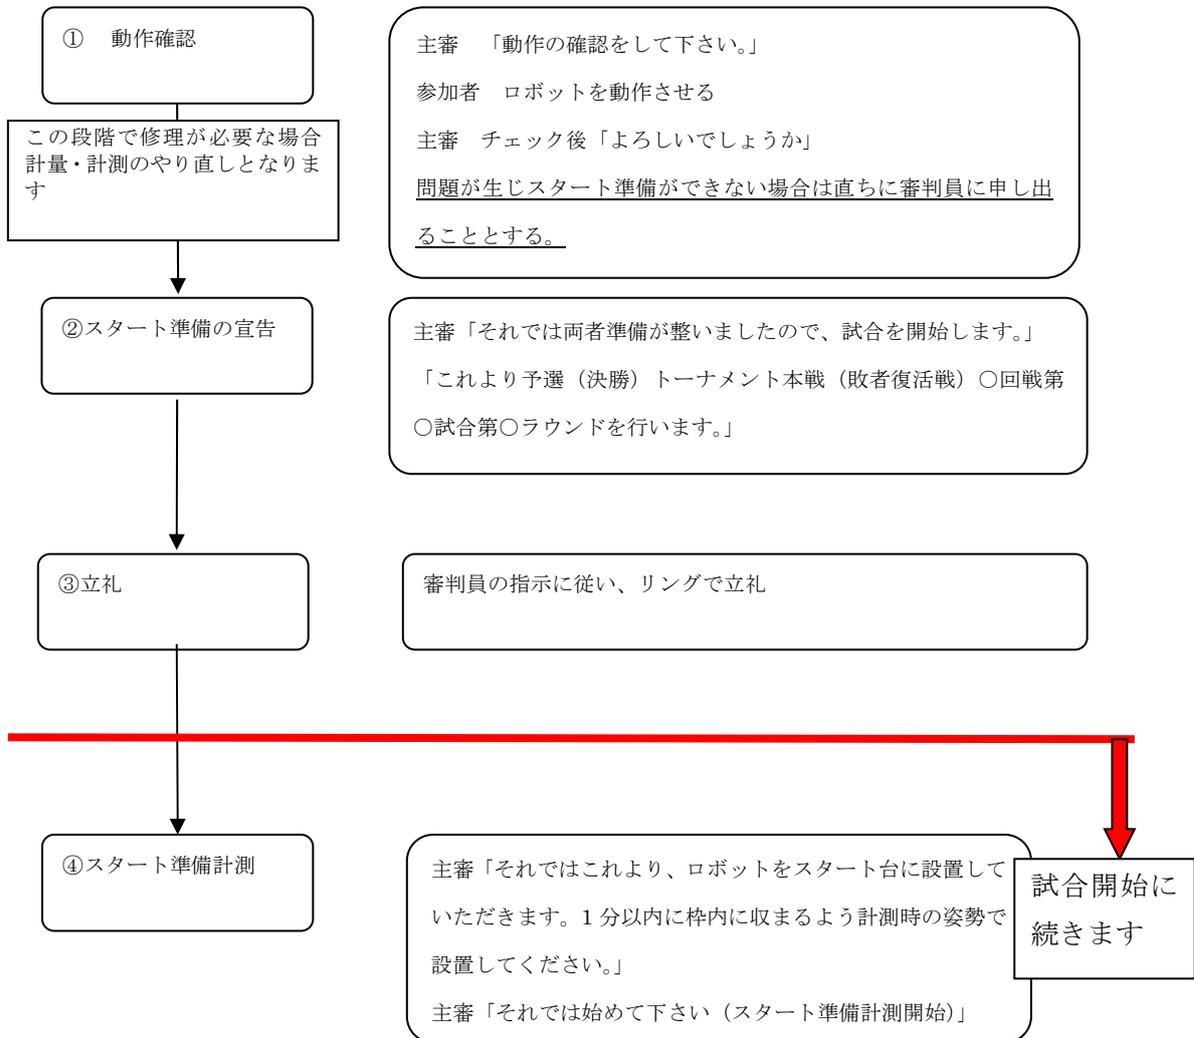 ① 動作確認
主審 「動作の確認をして下さい。」
参加者 ロボットを動作させる
主審 チェック後「よろしいでしょうか」
問題が生じスタート準備ができない場合は直ちに審判員に申し出
ることとする。
この段階で修理が必要な場合
計量・計測のやり直しとなりま
す
②スタート準備の宣告
主審「それでは両者準備が整いましたので、試合を開始します。」
「これより予選（決勝）トーナメント本戦（敗者復活戦）○回戦第
○試合第○ラウンドを行います。」
③立礼
審判員の指示に従い、リングで立礼
④スタート準備計測
主審「それではこれより、ロボットをスタート台に設置して
いただきます。1 分以内に枠内に収まるよう計測時の姿勢で
設置してください。」
主審「それでは始めて下さい（スタート準備計測開始）」
試合開始に
続きます